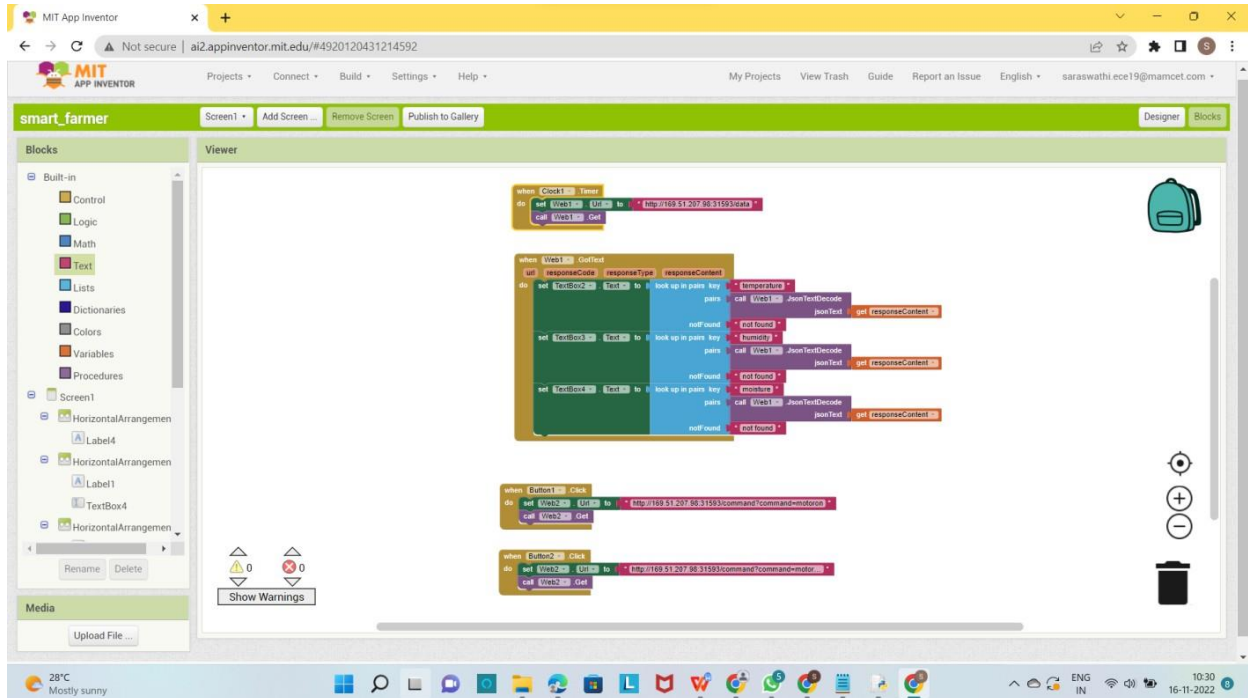 MIT App Inventor
Not secure | ai2.appinventor.mit.edu/#4920120431214592
S
MIT
APP INVENTOR
Projects Connect Build Settings Help My Projects View Trash Guide Report an Issue English saraswathi.ece19@mamcet.com
smart_farmer Screen1 Add Screen ... Remove Screen Publish to Gallery Designer Blocks
Blocks Viewer
Built-in
Control
Logic
Math
Text
Lists
Dictionaries
Colors
Variables
Procedures
Screen1
HorizontalArrangemen
Label4
HorizontalArrangemen
Label1
TextBox4
HorizontalArrangemen
Rename Delete
Media
Upload File ...
when Clock1 .Timer
do set Web1 . Url to " http://169.51.207.98:31593/data "
call Web1 .Get
when Web1 .GotText
url responseCode responseType responseContent
do set TextBox2 . Text to look up in pairs key " temperature "
pairs call Web1 .JsonTextDecode
jsonText get responseContent
notFound " not found "
set TextBox3 . Text to look up in pairs key " humidity "
pairs call Web1 .JsonTextDecode
jsonText get responseContent
notFound " not found "
set TextBox4 . Text to look up in pairs key " moisture "
pairs call Web1 .JsonTextDecode
jsonText get responseContent
notFound " not found "
when Button1 .Click
do set Web2 . Url to " http://169.51.207.98:31593/command?command=motoron "
call Web2 .Get
when Button2 .Click
do set Web2 . Url to " http://169.51.207.98:31593/command?command=motor... "
call Web2 .Get
0 0
Show Warnings
28°C
Mostly sunny
ENG
IN
10:30
16-11-2022
8